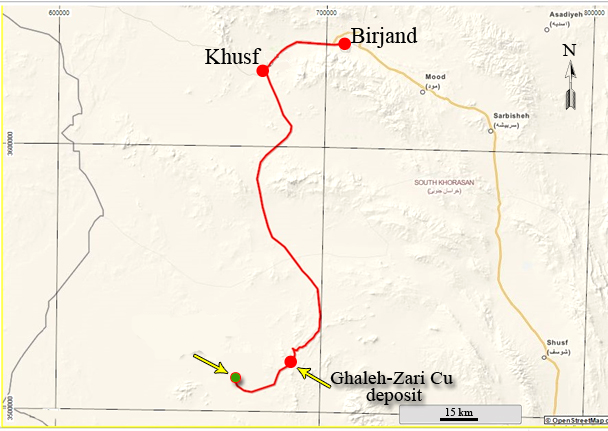 600000
700000
800000
Asadiyeh
(اسدیه)
Birjand
Khusf
N
Mood
(مود)
Sarbisheh
(سربیشه)
3600000
SOUTH KHORASAN
(خراسان جنوبی)
Shusf
(شوسف)
Ghaleh-Zari Cu
deposit
15 km
3500000
© OpenStreetMap